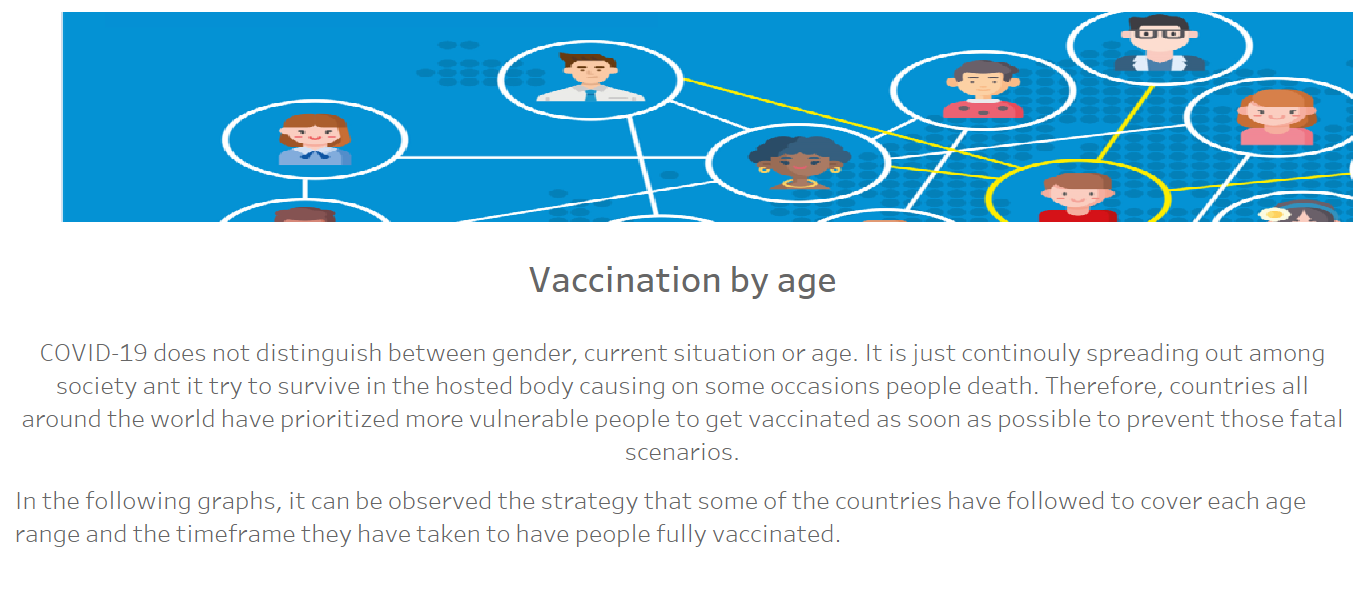 Vaccination by age
COVID-19 does not distinguish between gender, current situation or age. It is just continouly spreading out among
society ant it try to survive in the hosted body causing on some occasions people death. Therefore, countries all
around the world have prioritized more vulnerable people to get vaccinated as soon as possible to prevent those fatal
scenarios.
In the following graphs, it can be observed the strategy that some of the countries have followed to cover each age
range and the timeframe they have taken to have people fully vaccinated.